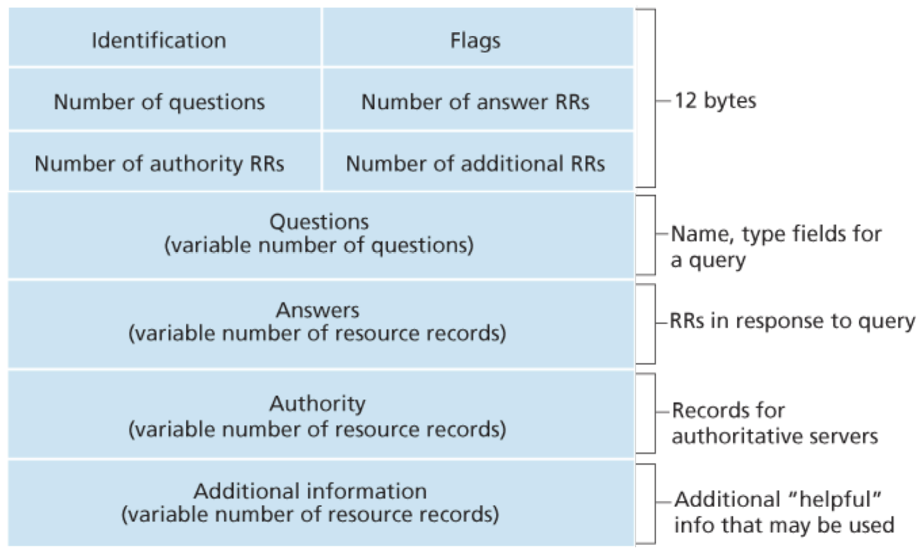 Identification
Flags
Number of questions
Number of answer RRs
12 bytes
Number of authority RRs
Number of additional RRs
Questions
(variable number of questions)
Name, type fields for
a query
Answers
(variable number of resource records)
RRs in response to query
Authority
(variable number of resource records)
Records for
authoritative servers
Additional information
(variable number of resource records)
Additional “helpful”
info that may be used